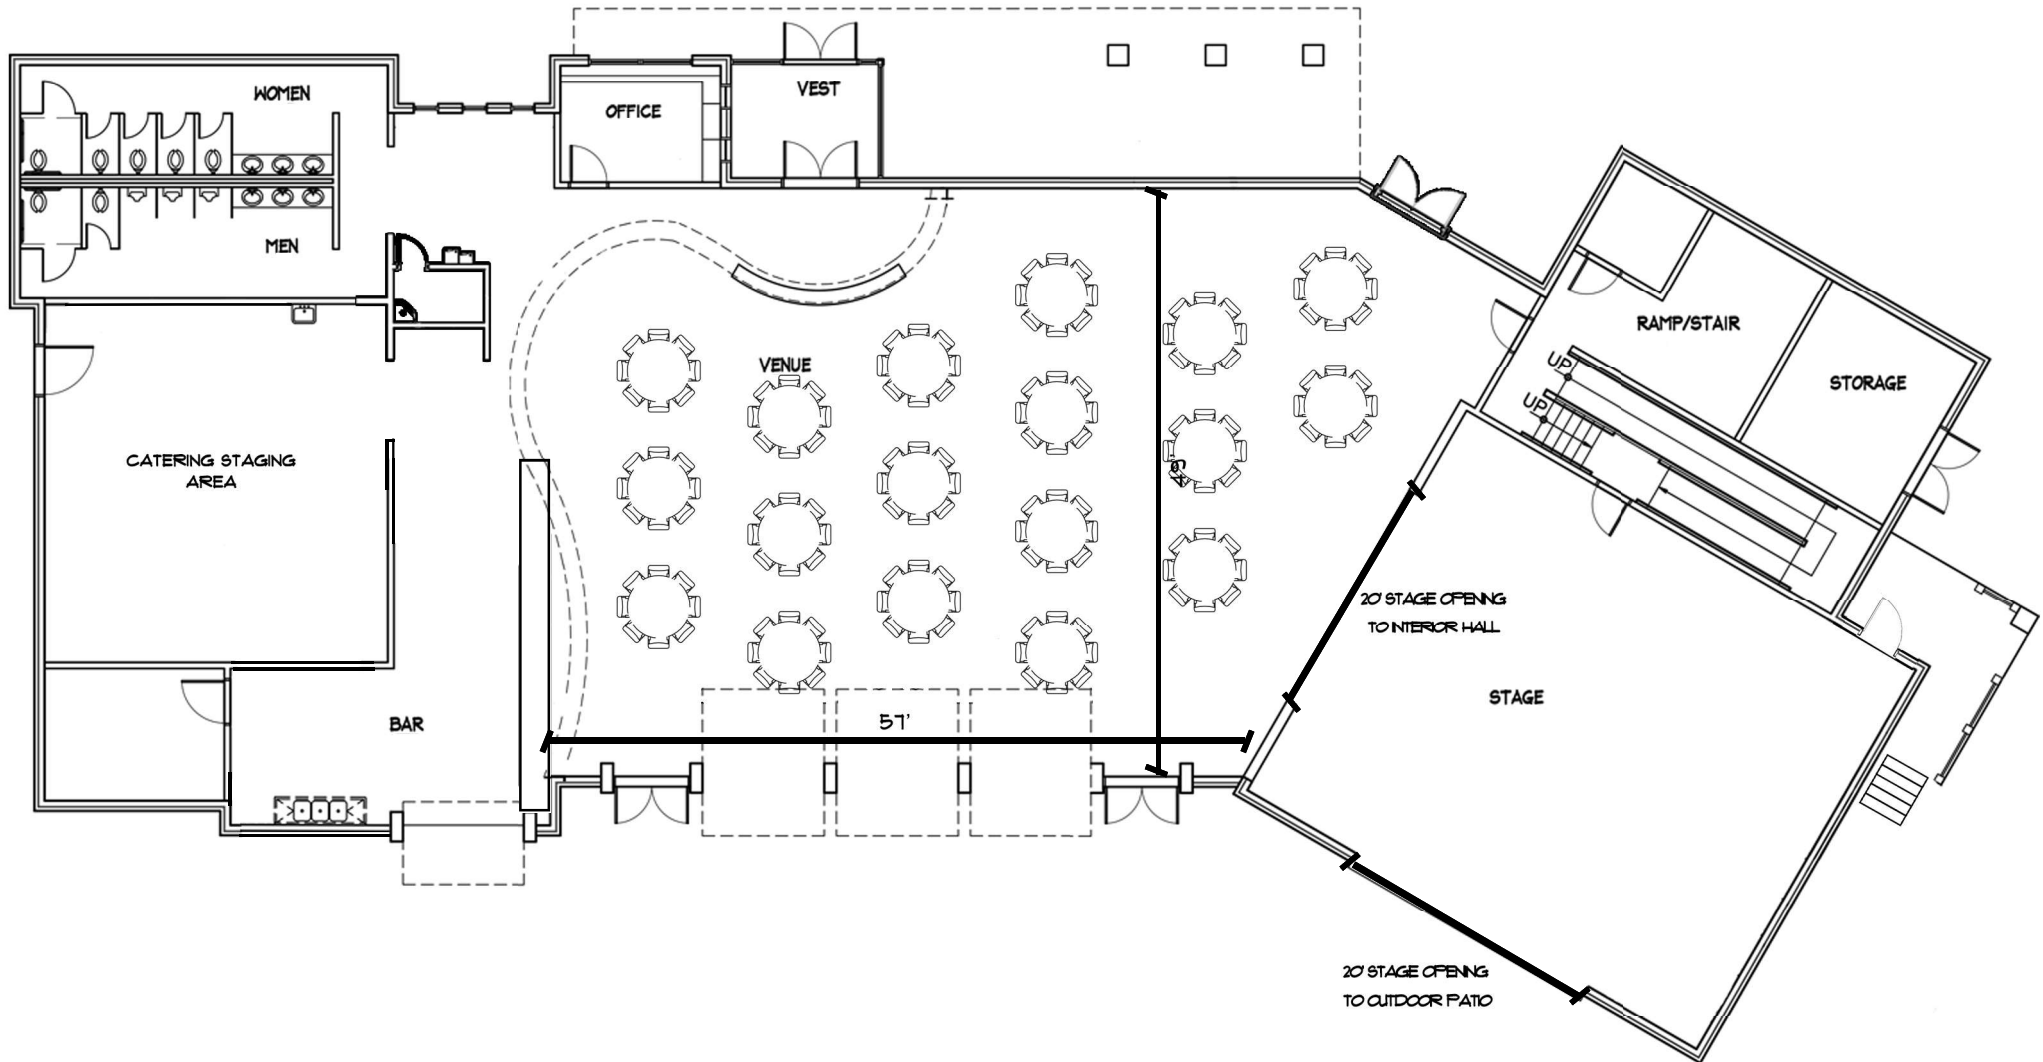 WOMEN
VEST
OFFICE
MEN
RAMP/STAIR
UP
STORAGE
VENUE
UP
CATERING STAGING
AREA
20' STAGE OPENING
TO INTERIOR HALL
STAGE
57'
BAR
20' STAGE OPENING
TO OUTDOOR PATIO